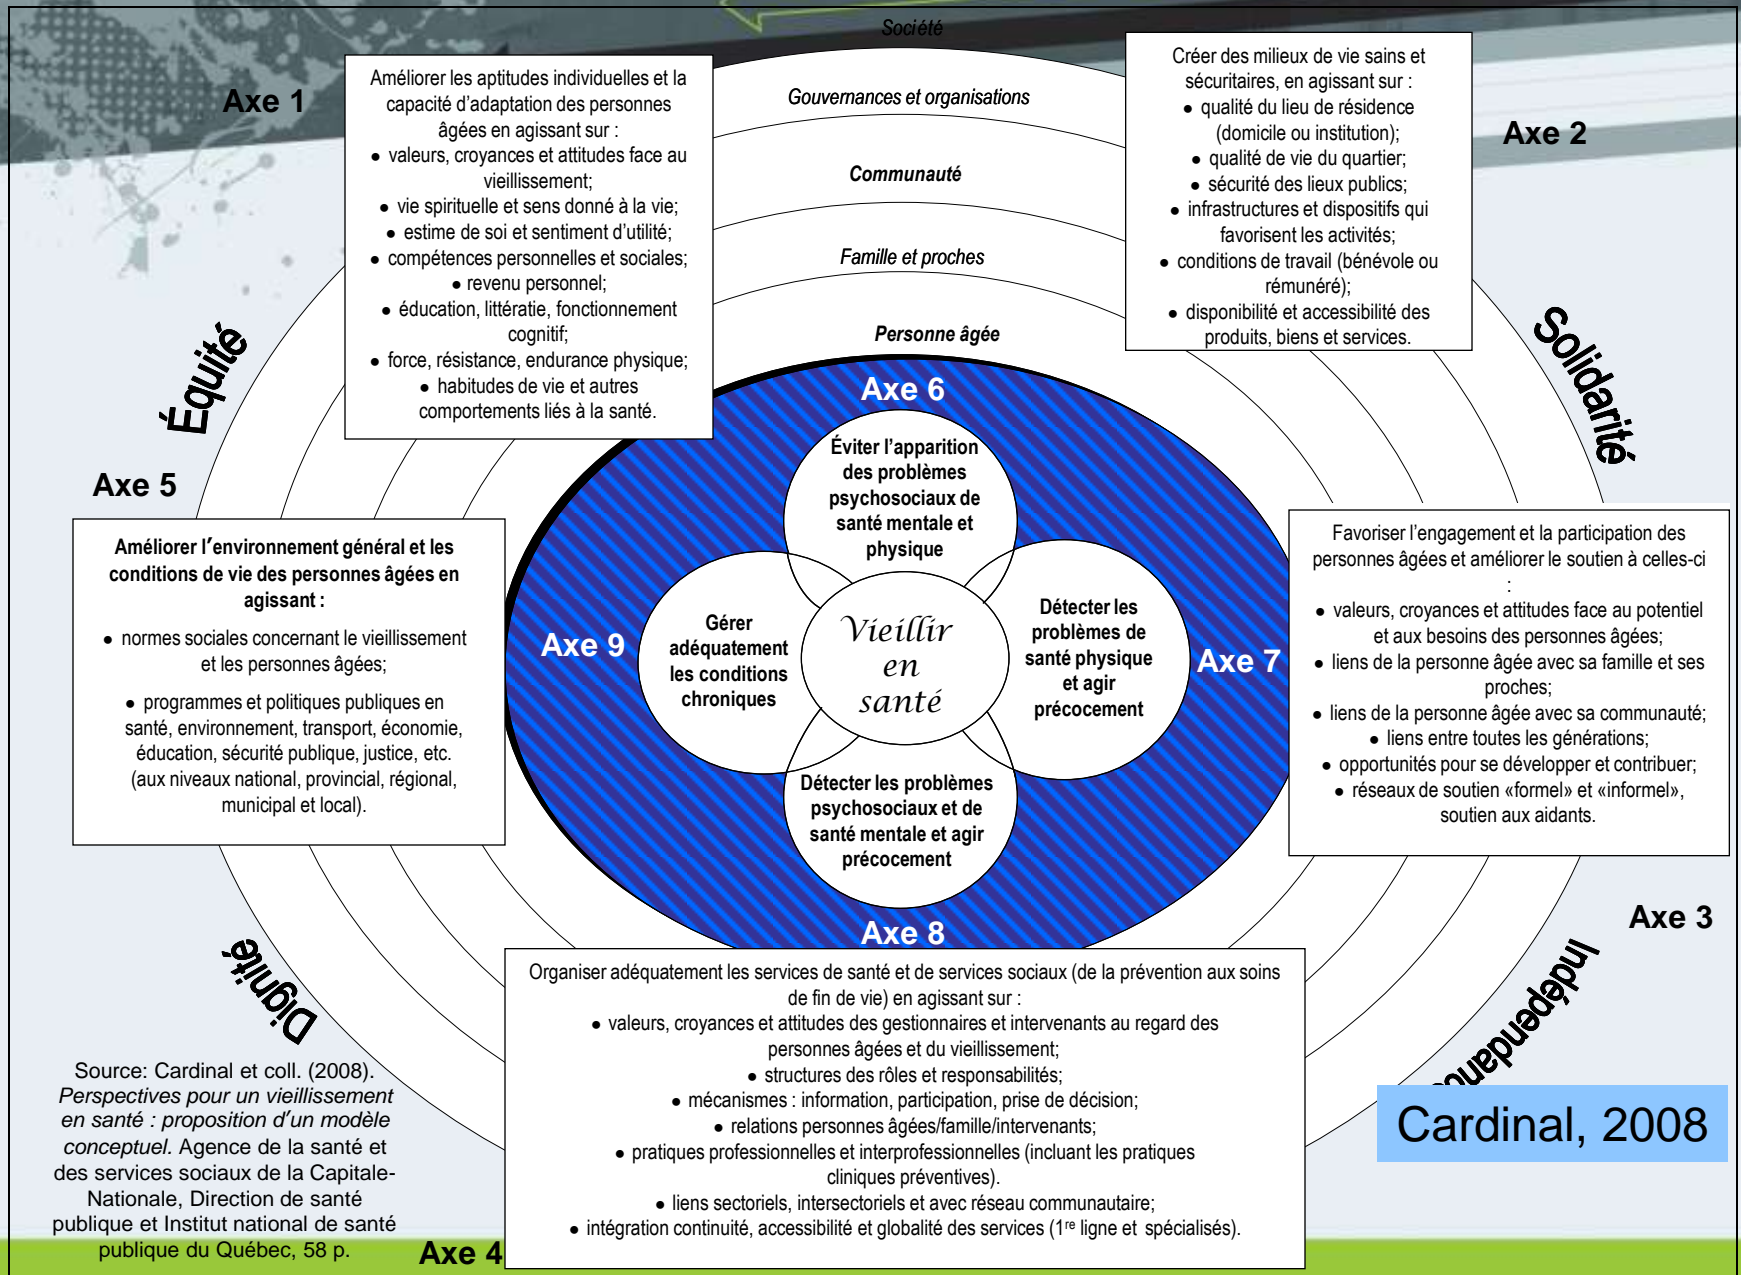 Société
Gouvernances et organisations
Communauté
Famille et proches
Personne âgée
Axe 1
Améliorer les aptitudes individuelles et la
capacité d'adaptation des personnes
âgées en agissant sur :
● valeurs, croyances et attitudes face au
vieillissement;
● vie spirituelle et sens donné à la vie;
● estime de soi et sentiment d'utilité;
● compétences personnelles et sociales;
● revenu personnel;
● éducation, littératie, fonctionnement
cognitif;
● force, résistance, endurance physique;
● habitudes de vie et autres
comportements liés à la santé.
Créer des milieux de vie sains et
sécuritaires, en agissant sur :
● qualité du lieu de résidence
(domicile ou institution);
● qualité de vie du quartier;
● sécurité des lieux publics;
● infrastructures et dispositifs qui
favorisent les activités;
● conditions de travail (bénévole ou
rémunéré);
● disponibilité et accessibilité des
produits, biens et services.
Axe 2
Équité
Solidarité
Axe 5
Améliorer l'environnement général et les
conditions de vie des personnes âgées en
agissant :
● normes sociales concernant le vieillissement
et les personnes âgées;
● programmes et politiques publiques en
santé, environnement, transport, économie,
éducation, sécurité publique, justice, etc.
(aux niveaux national, provincial, régional,
municipal et local).
Axe 6
Éviter l'apparition
des problèmes
psychosociaux de
santé mentale et
physique
Axe 9
Gérer
adéquatement
les conditions
chroniques
Vieillir
en
santé
Détecter les
problèmes de
santé physique
et agir
précocement
Axe 7
Détecter les problèmes
psychosociaux et de
santé mentale et agir
précocement
Axe 8
Favoriser l'engagement et la participation des
personnes âgées et améliorer le soutien à celles-ci
:
● valeurs, croyances et attitudes face au potentiel
et aux besoins des personnes âgées;
● liens de la personne âgée avec sa famille et ses
proches;
● liens de la personne âgée avec sa communauté;
● liens entre toutes les générations;
● opportunités pour se développer et contribuer;
● réseaux de soutien «formel» et «informel»,
soutien aux aidants.
Axe 3
Dignité
Indépendanc
Organiser adéquatement les services de santé et de services sociaux (de la prévention aux soins
de fin de vie) en agissant sur :
● valeurs, croyances et attitudes des gestionnaires et intervenants au regard des
personnes âgées et du vieillissement;
● structures des rôles et responsabilités;
● mécanismes : information, participation, prise de décision;
● relations personnes âgées/famille/intervenants;
● pratiques professionnelles et interprofessionnelles (incluant les pratiques
cliniques préventives).
● liens sectoriels, intersectoriels et avec réseau communautaire;
● intégration continuité, accessibilité et globalité des services (1re ligne et spécialisés).
Axe 4
Source: Cardinal et coll. (2008).
Perspectives pour un vieillissement
en santé : proposition d'un modèle
conceptuel. Agence de la santé et
des services sociaux de la Capitale-
Nationale, Direction de santé
publique et Institut national de santé
publique du Québec, 58 p.
Cardinal, 2008